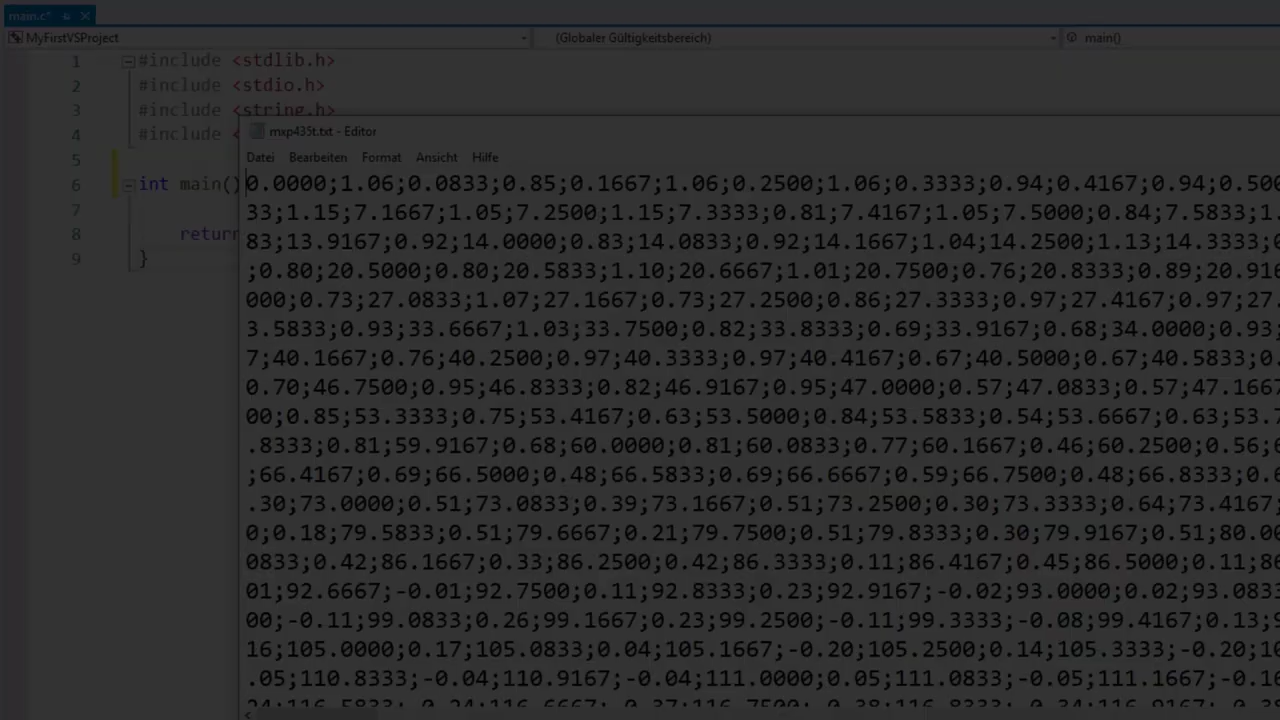 main.c*
MyFirstVSProject
(Globaler Gültigkeitsbereich)
main()
1 #include <stdlib.h>
2 #include <stdio.h>
3 #include <string.h>
4 #include <
5
6 int main()
7
8 return
9 }
mxp435t.txt - Editor
Datei Bearbeiten Format Ansicht Hilfe
0.0000;1.06;0.0833;0.85;0.1667;1.06;0.2500;1.06;0.3333;0.94;0.4167;0.94;0.500
33;1.15;7.1667;1.05;7.2500;1.15;7.3333;0.81;7.4167;1.05;7.5000;0.84;7.5833;1.
83;13.9167;0.92;14.0000;0.83;14.0833;0.92;14.1667;1.04;14.2500;1.13;14.3333;0
;0.80;20.5000;0.80;20.5833;1.10;20.6667;1.01;20.7500;0.76;20.8333;0.89;20.916
000;0.73;27.0833;1.07;27.1667;0.73;27.2500;0.86;27.3333;0.97;27.4167;0.97;27.
3.5833;0.93;33.6667;1.03;33.7500;0.82;33.8333;0.69;33.9167;0.68;34.0000;0.93;
7;40.1667;0.76;40.2500;0.97;40.3333;0.97;40.4167;0.67;40.5000;0.67;40.5833;0.
0.70;46.7500;0.95;46.8333;0.82;46.9167;0.95;47.0000;0.57;47.0833;0.57;47.1667
00;0.85;53.3333;0.75;53.4167;0.63;53.5000;0.84;53.5833;0.54;53.6667;0.63;53.7
.8333;0.81;59.9167;0.68;60.0000;0.81;60.0833;0.77;60.1667;0.46;60.2500;0.56;6
;66.4167;0.69;66.5000;0.48;66.5833;0.69;66.6667;0.59;66.7500;0.48;66.8333;0.6
.30;73.0000;0.51;73.0833;0.39;73.1667;0.51;73.2500;0.30;73.3333;0.64;73.4167;
0;0.18;79.5833;0.51;79.6667;0.21;79.7500;0.51;79.8333;0.30;79.9167;0.51;80.00
0833;0.42;86.1667;0.33;86.2500;0.42;86.3333;0.11;86.4167;0.45;86.5000;0.11;86
01;92.6667;-0.01;92.7500;0.11;92.8333;0.23;92.9167;-0.02;93.0000;0.02;93.0833
00;-0.11;99.0833;0.26;99.1667;0.23;99.2500;-0.11;99.3333;-0.08;99.4167;0.13;9
16;105.0000;0.17;105.0833;0.04;105.1667;-0.20;105.2500;0.14;105.3333;-0.20;10
.05;110.8333;-0.04;110.9167;-0.04;111.0000;0.05;111.0833;-0.05;111.1667;-0.16